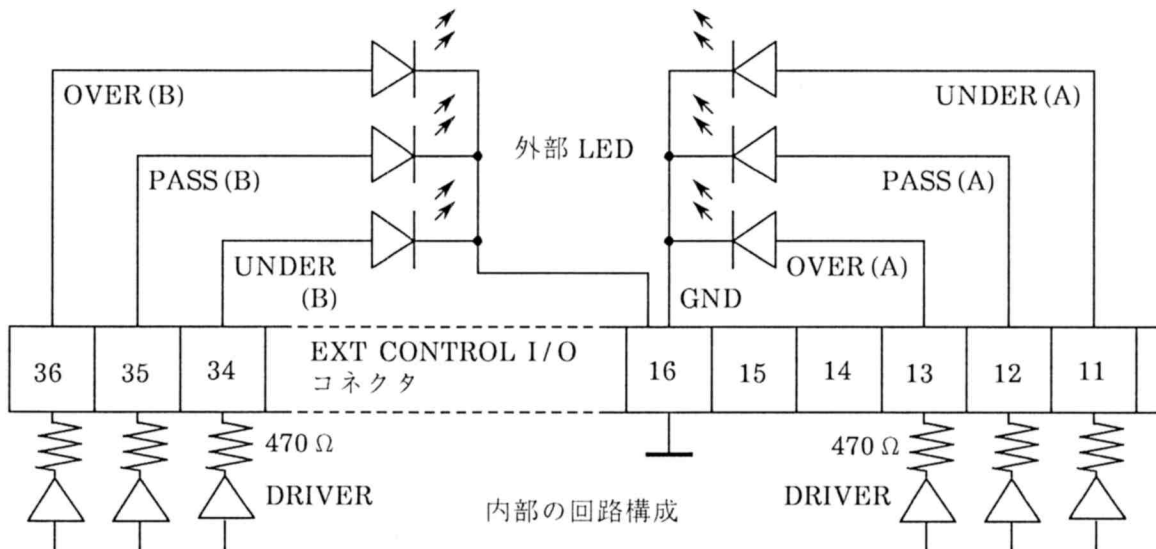 OVER (B)
UNDER (A)
外部 LED
PASS (B)
PASS (A)
UNDER
(B)
OVER (A)
GND
36
35
34
EXT CONTROL I/O
コネクタ
16
15
14
13
12
11
470 Ω
470 Ω
DRIVER
DRIVER
内部の回路構成